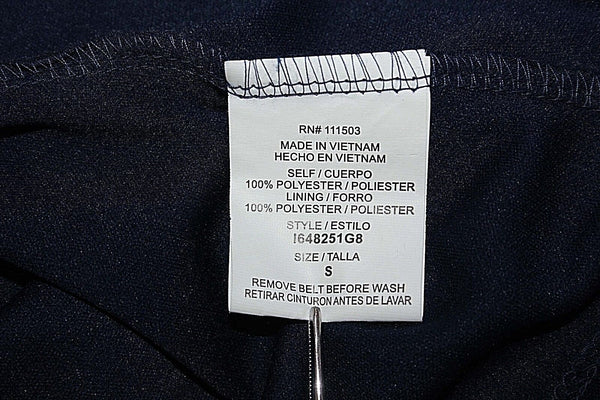 RN# 111503
MADE IN VIETNAM
HECHO EN VIETNAM
SELF / CUERPO
100% POLYESTER / POLIESTER
LINING / FORRO
100% POLYESTER / POLIESTER
STYLE / ESTILO
I648251G8
SIZE / TALLA
S
REMOVE BELT BEFORE WASH
RETIRAR CINTURON ANTES DE LAVAR